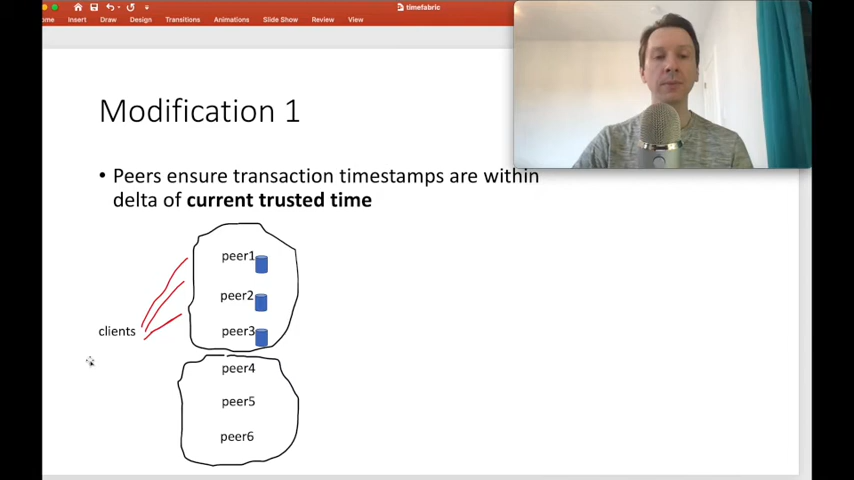 timefabric
ome Insert Draw Design Transitions Animations Slide Show Review View
Modification 1
• Peers ensure transaction timestamps are within
delta of current trusted time
peer1
peer2
clients peer3
peer4
peer5
peer6